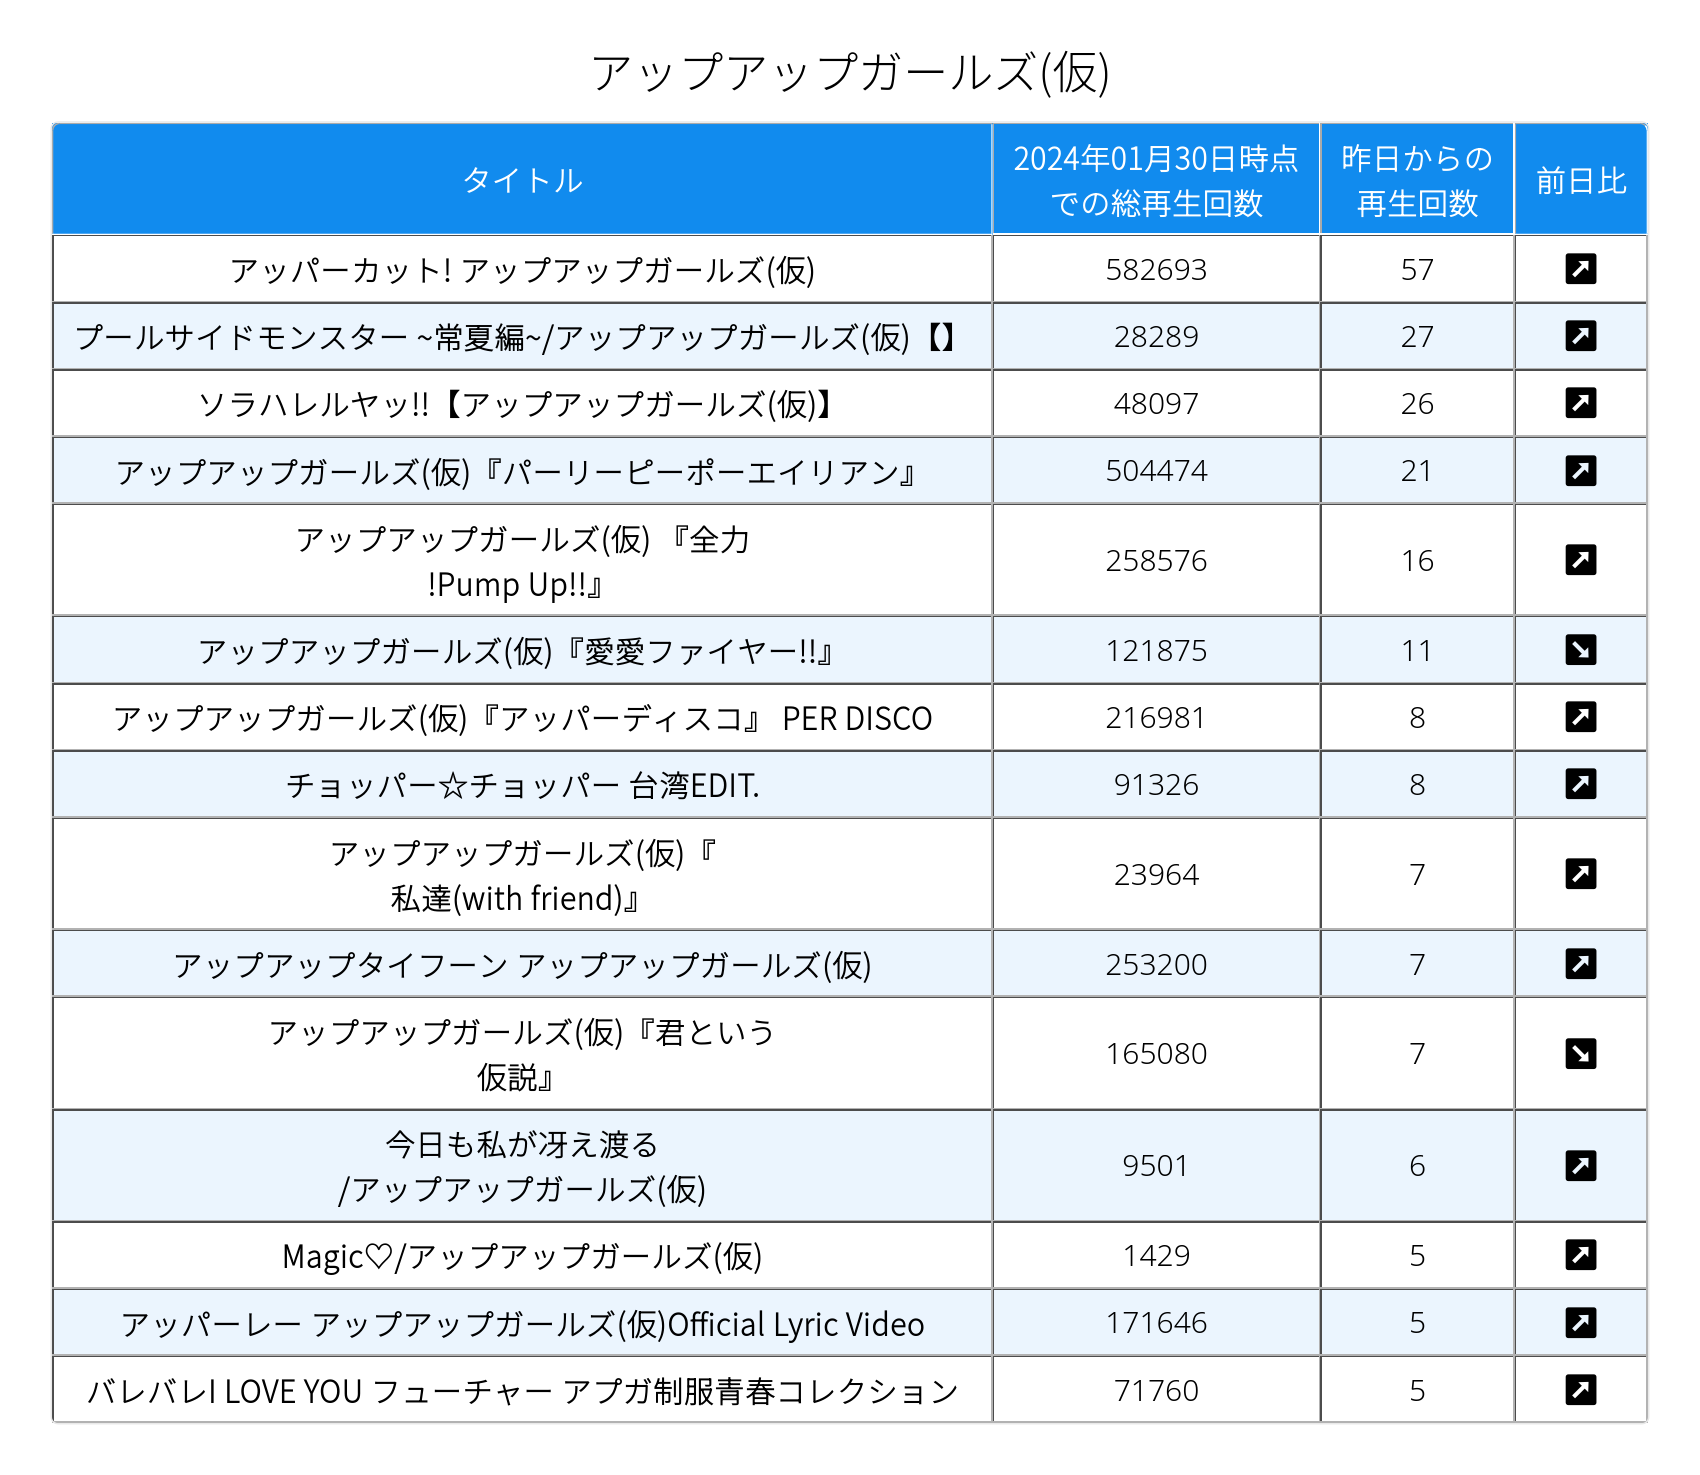 アップアップガールズ(仮)
タイトル
2024年01月30日時点
での総再生回数
昨日からの
再生回数
前日比
アッパーカット! アップアップガールズ(仮)
582693
57
プールサイドモンスター ~常夏編~/アップアップガールズ(仮)【】
28289
27
ソラハレルヤッ!!【アップアップガールズ(仮)】
48097
26
アップアップガールズ(仮)『パーリーピーポーエイリアン』
504474
21
アップアップガールズ(仮) 『全力
!Pump Up!!』
258576
16
アップアップガールズ(仮)『愛愛ファイヤー!!』
121875
11
アップアップガールズ(仮)『アッパーディスコ』 PER DISCO
216981
8
チョッパー☆チョッパー 台湾EDIT.
91326
8
アップアップガールズ(仮)『
私達(with friend)』
23964
7
アップアップタイフーン アップアップガールズ(仮)
253200
7
アップアップガールズ(仮)『君という
仮説』
165080
7
今日も私が冴え渡る
/アップアップガールズ(仮)
9501
6
Magic♡/アップアップガールズ(仮)
1429
5
アッパーレー アップアップガールズ(仮)Official Lyric Video
171646
5
バレバレI LOVE YOU フューチャー アプガ制服青春コレクション
71760
5